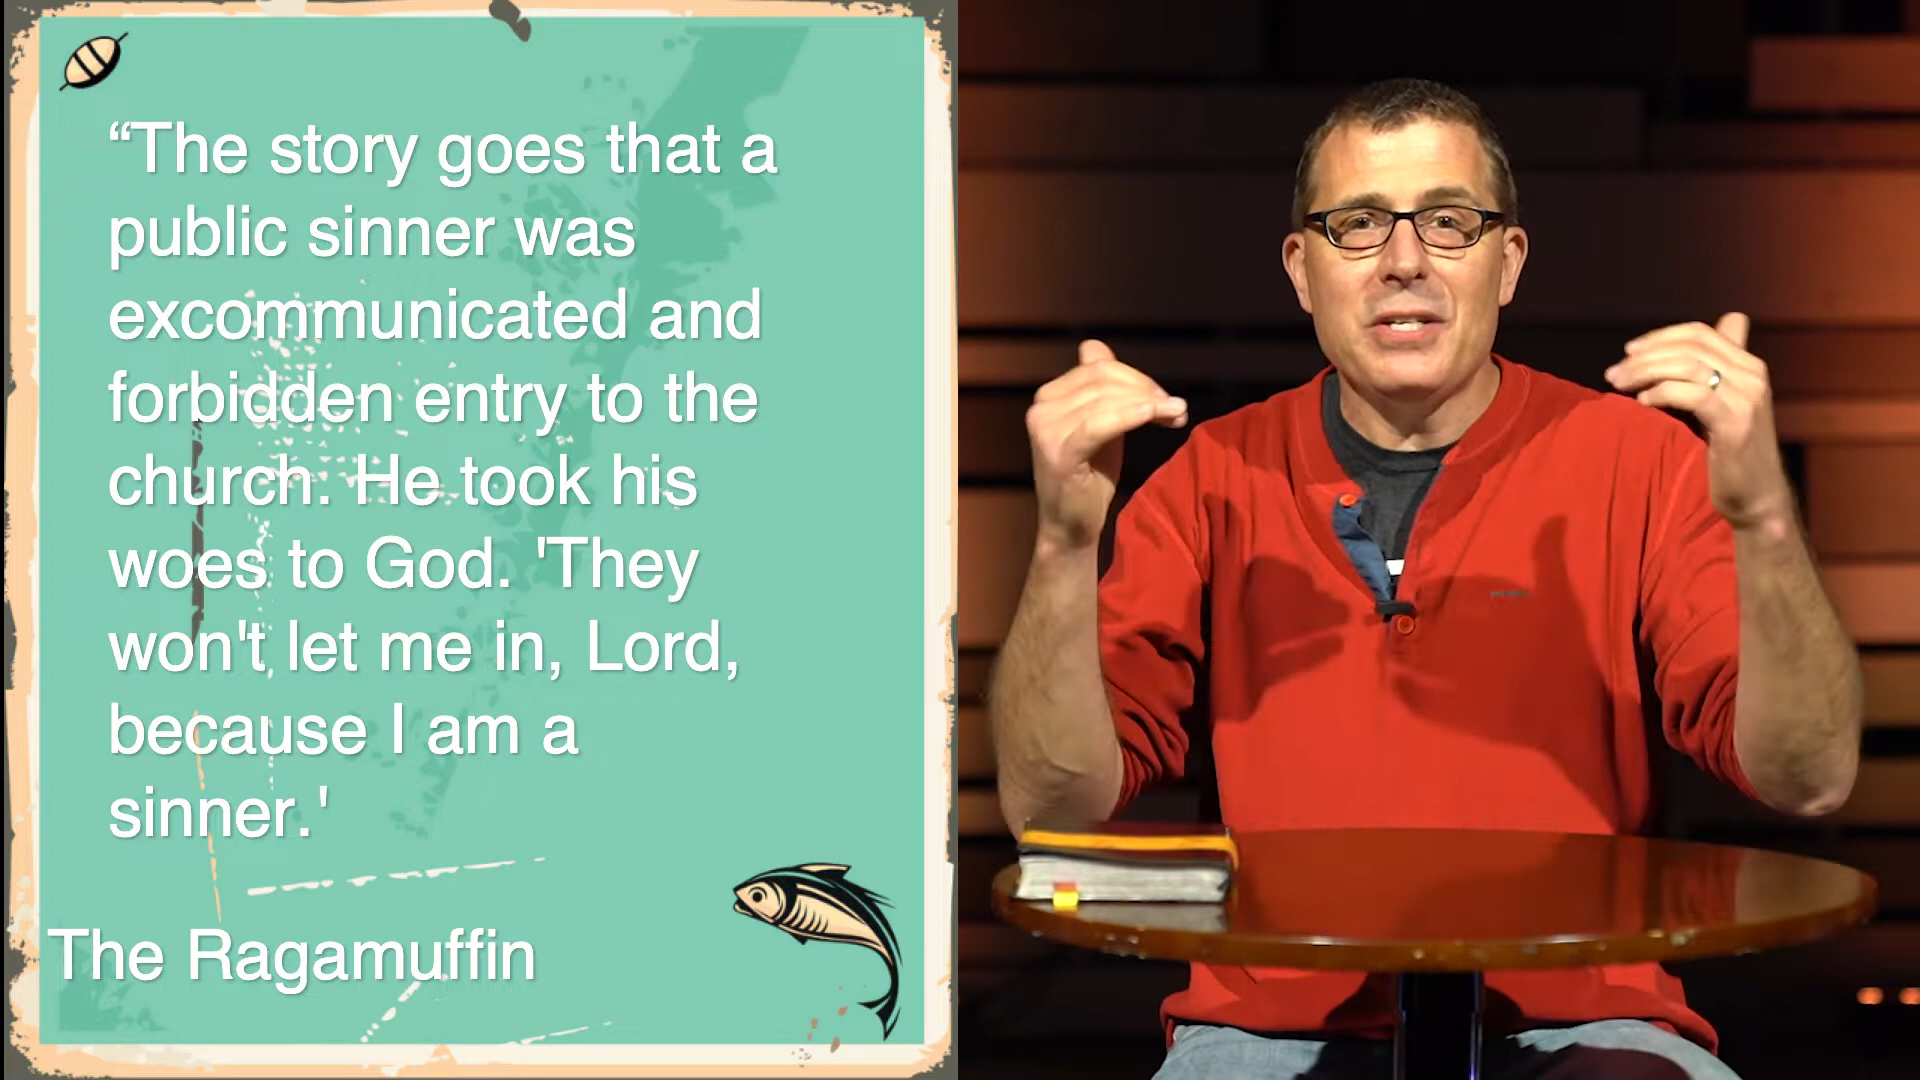 “The story goes that a
public sinner was
excommunicated and
forbidden entry to the
church. He took his
woes to God. 'They
won't let me in, Lord,
because I am a
sinner.'
The Ragamuffin